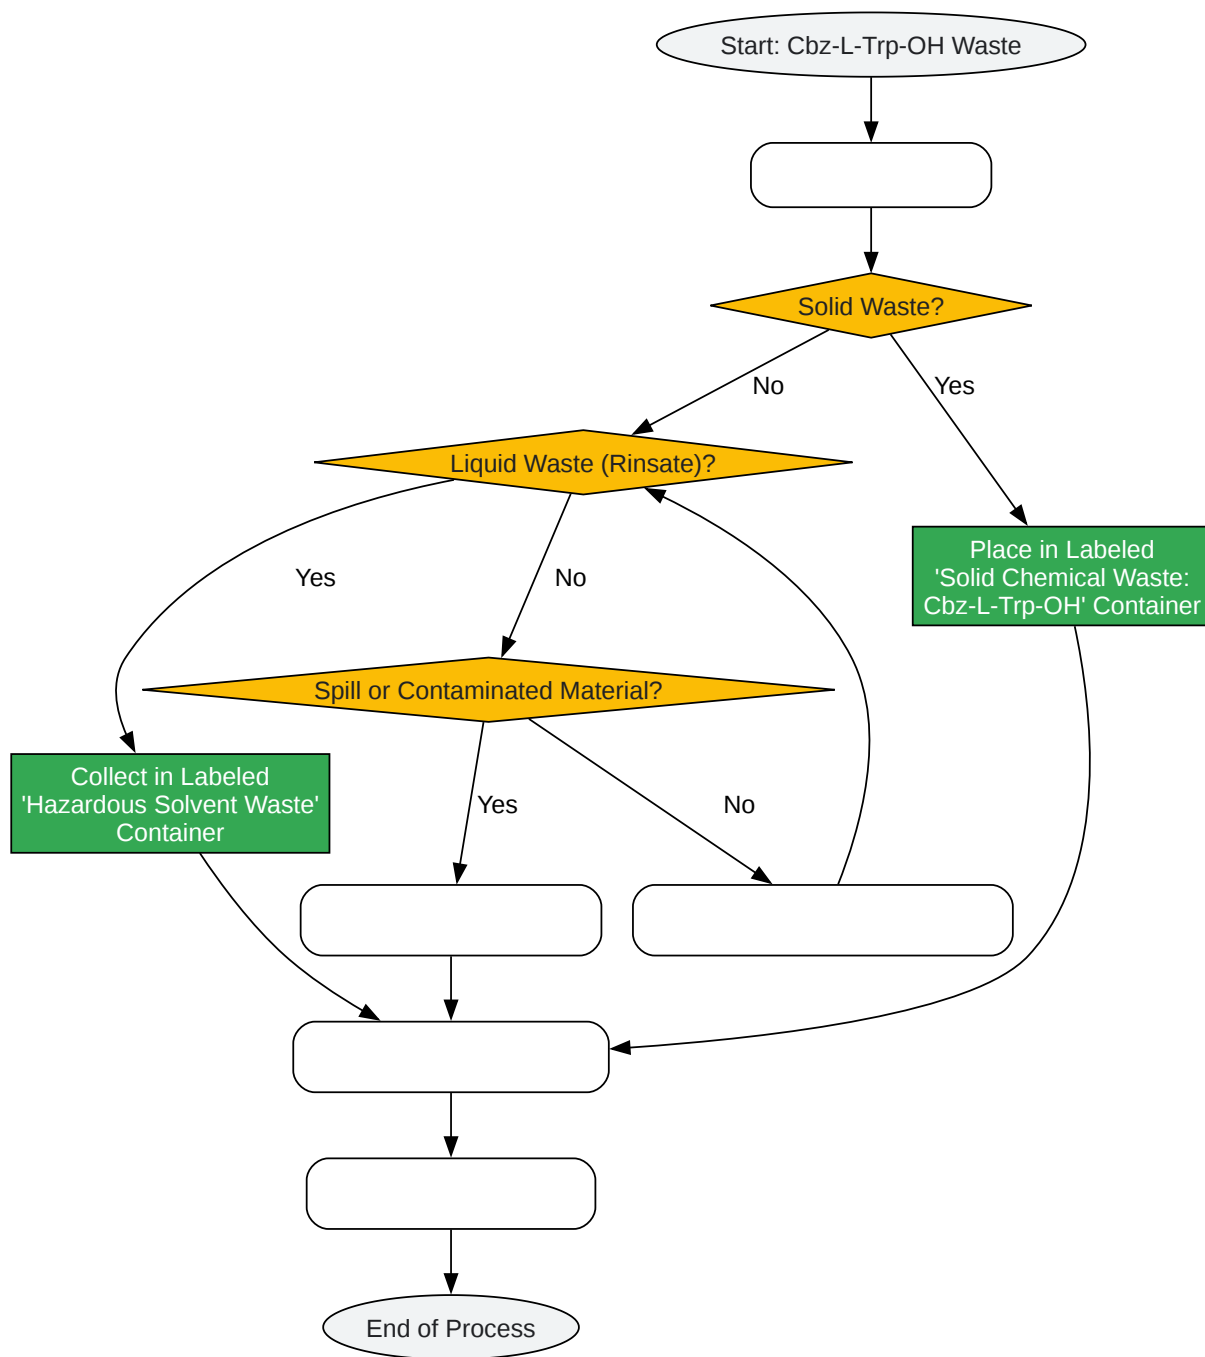 Start: Cbz-L-Trp-OH Waste
Solid Waste?
No
Yes
Liquid Waste (Rinsate)?
Yes
No
Place in Labeled
'Solid Chemical Waste:
Cbz-L-Trp-OH' Container
Spill or Contaminated Material?
Collect in Labeled
'Hazardous Solvent Waste'
Container
Yes
No
End of Process